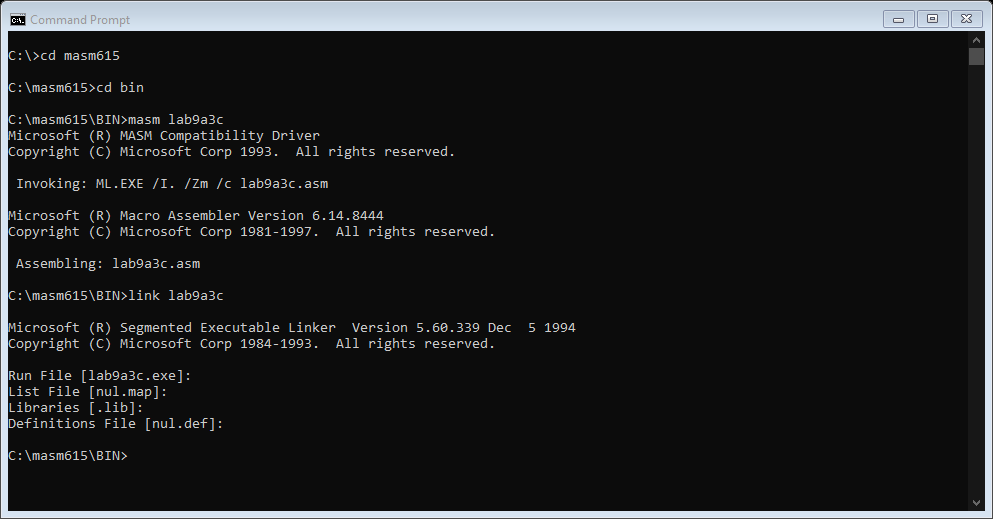 Command Prompt
C:\>cd masm615
C:\masm615>cd bin
C:\masm615\BIN>masm lab9a3c
Microsoft (R) MASM Compatibility Driver
Copyright (C) Microsoft Corp 1993.  All rights reserved.
 Invoking: ML.EXE /I. /Zm /c lab9a3c.asm
Microsoft (R) Macro Assembler Version 6.14.8444
Copyright (C) Microsoft Corp 1981-1997.  All rights reserved.
 Assembling: lab9a3c.asm
C:\masm615\BIN>link lab9a3c
Microsoft (R) Segmented Executable Linker  Version 5.60.339 Dec  5 1994
Copyright (C) Microsoft Corp 1984-1993.  All rights reserved.
Run File [lab9a3c.exe]:
List File [nul.map]:
Libraries [.lib]:
Definitions File [nul.def]:
C:\masm615\BIN>